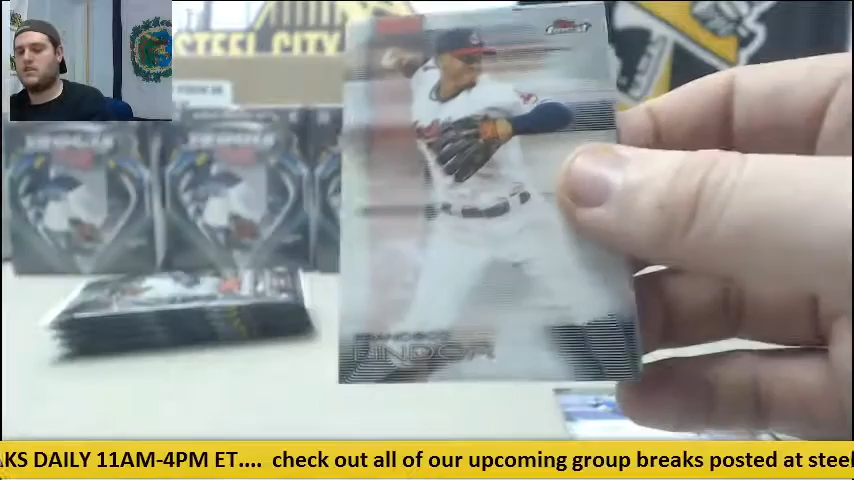 STEEL CITY
FINEST
FRANCISCO
LINDOR
AKS DAILY 11AM-4PM ET.... check out all of our upcoming group breaks posted at steel